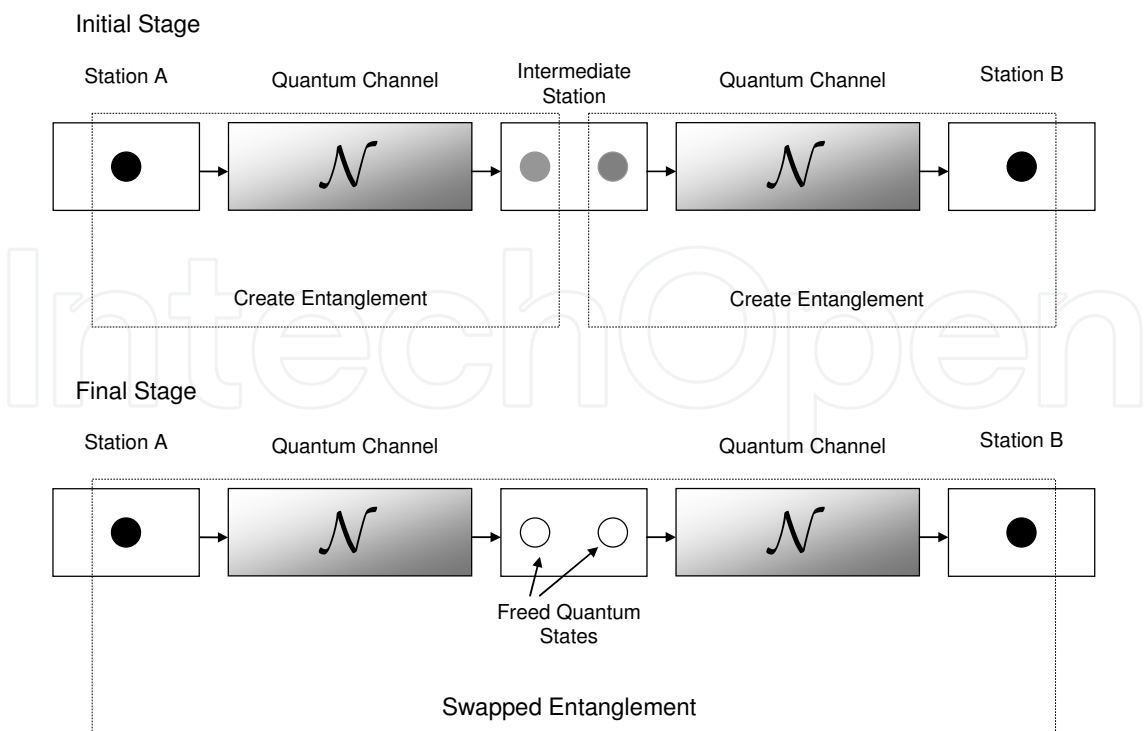 Initial Stage
Station A
Quantum Channel
Intermediate
Station
Quantum Channel
Station B
N
N
Create Entanglement
Create Entanglement
IntechOpen
Final Stage
Station A
Quantum Channel
Quantum Channel
Station B
N
N
Freed Quantum
States
Swapped Entanglement